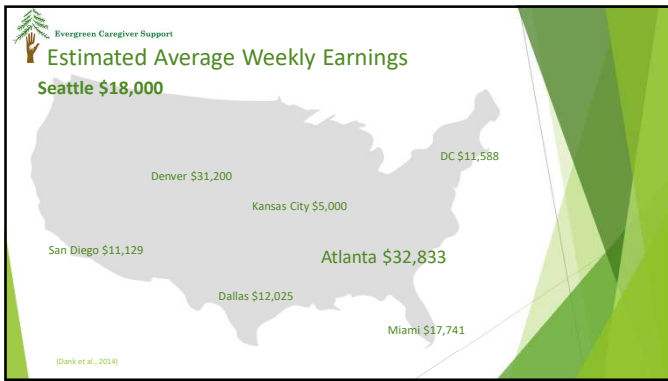 Evergreen Caregiver Support
Estimated Average Weekly Earnings
Seattle $18,000
DC $11,588
Denver $31,200
Kansas City $5,000
San Diego $11,129
Atlanta $32,833
Dallas $12,025
Miami $17,741
(Dank et al., 2014)